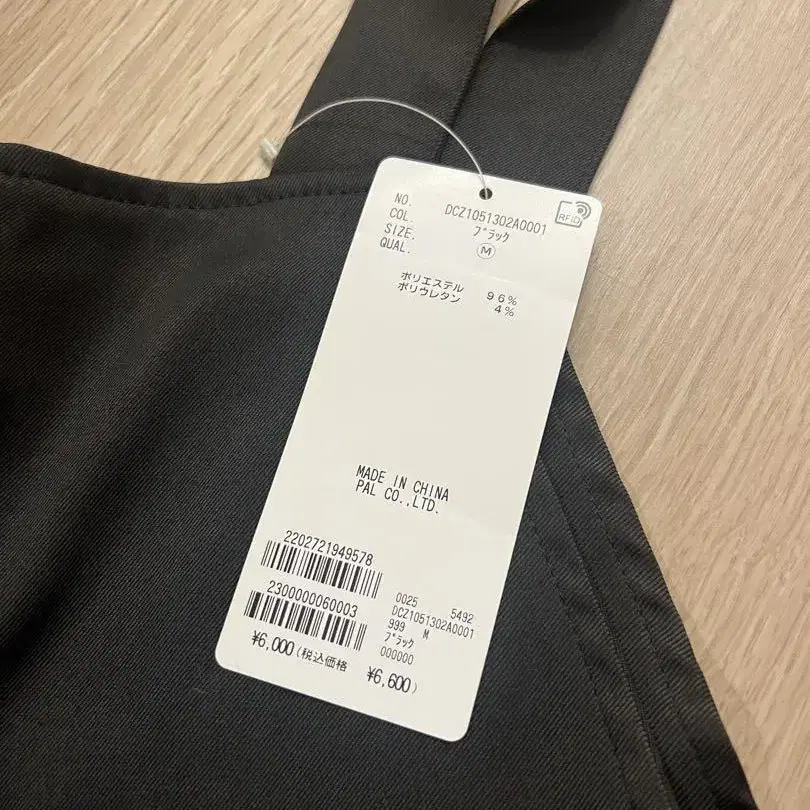 NO. DCZ1051302A0001
COL. ﾌﾞﾗｯｸ
SIZE. M
QUAL.
RFID
ポリエステル 96%
ポリウレタン 4%
MADE IN CHINA
PAL CO.,LTD.
2202721949578
2300000060003
¥6,000(税込価格 ¥6,600)
0025 5492
DCZ1051302A0001
999 M
ﾌﾞﾗｯｸ
000000